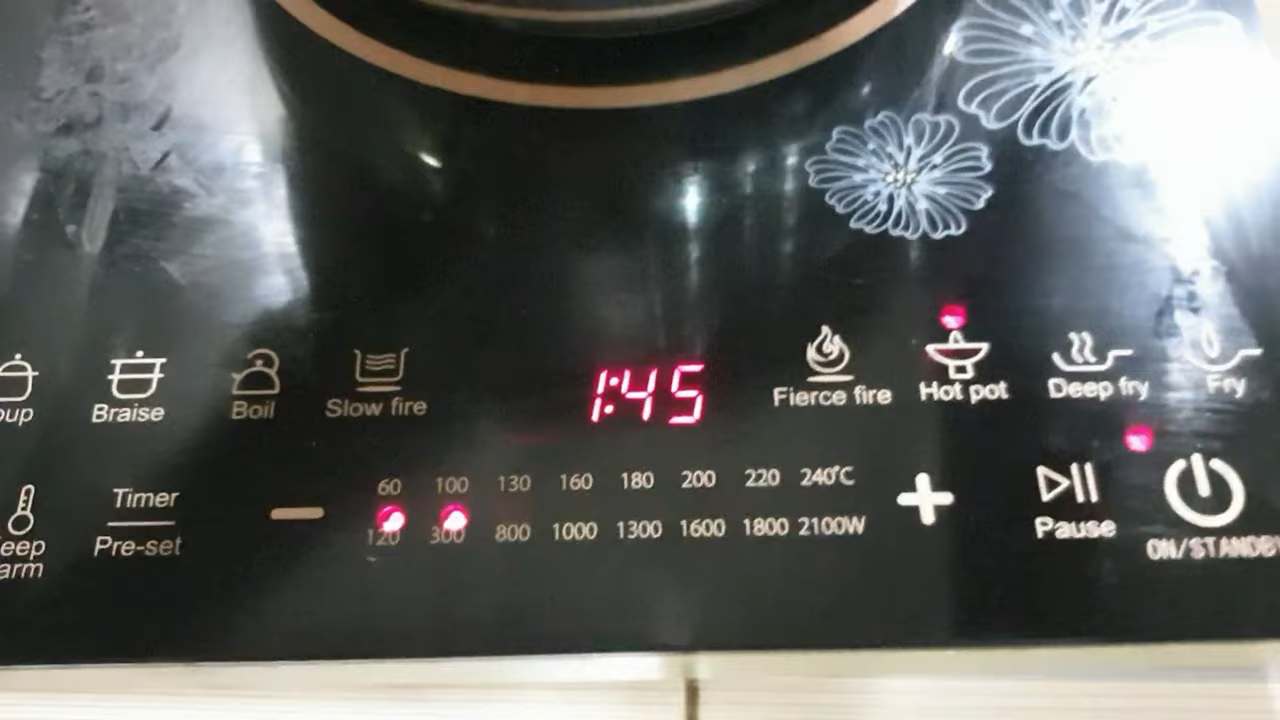 1:45
oup Braise Boil Slow fire Fierce fire Hot pot Deep fry Fry
60 100 130 160 180 200 220 240°C
120 300 800 1000 1300 1600 1800 2100W
eep
arm
Timer
Pre-set
Pause
ON/STANDBY